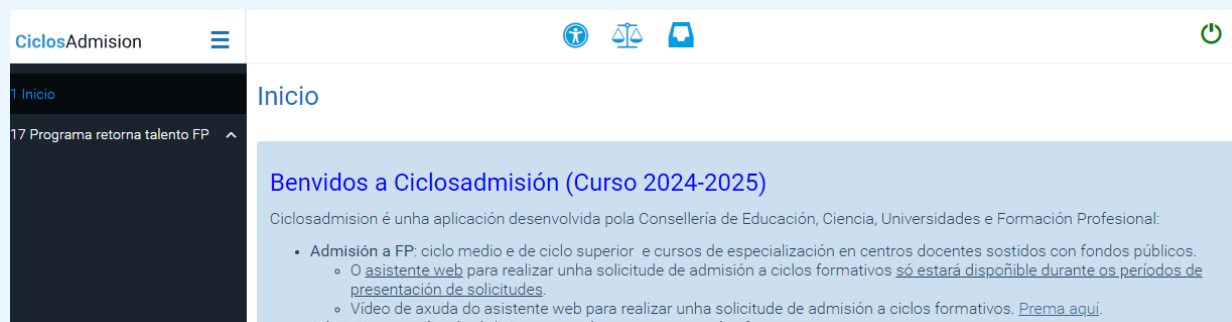 CiclosAdmision
1 Inicio
17 Programa retorna talento FP
Inicio
Benvidos a Ciclosadmisión (Curso 2024-2025)
Ciclosadmision é unha aplicación desenvolvida pola Consellería de Educación, Ciencia, Universidades e Formación Profesional:
• Admisión a FP: ciclo medio e de ciclo superior e cursos de especialización en centros docentes sostidos con fondos públicos.
◦ O asistente web para realizar unha solicitude de admisión a ciclos formativos só estará dispoñible durante os períodos de
presentación de solicitudes.
◦ Vídeo de axuda do asistente web para realizar unha solicitude de admisión a ciclos formativos. Prema aquí.